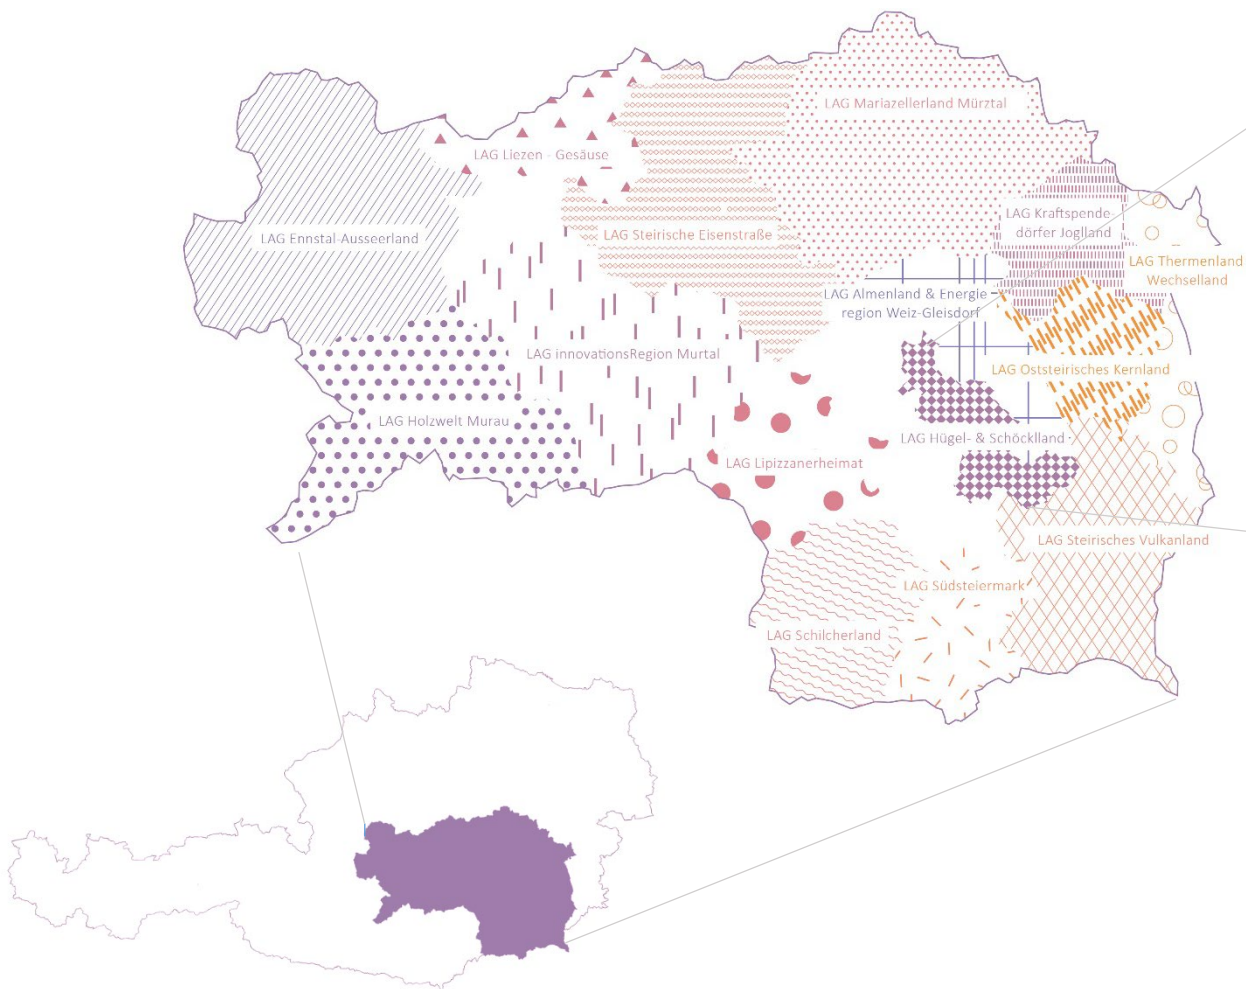 LAG Mariazellerland Mürztal
LAG Liezen - Gesäuse
LAG Kraftspende-
dörfer Joglland
LAG Ennstal-Ausseerland
LAG Steirische Eisenstraße
LAG Thermenland
Wechselland
LAG Almenland & Energie
region Weiz-Gleisdorf
LAG innovationsRegion Murtal
LAG Oststeirisches Kernland
LAG Holzwelt Murau
LAG Hügel- & Schöcklland
LAG Lipizzanerheimat
LAG Steirisches Vulkanland
LAG Südsteiermark
LAG Schilcherland